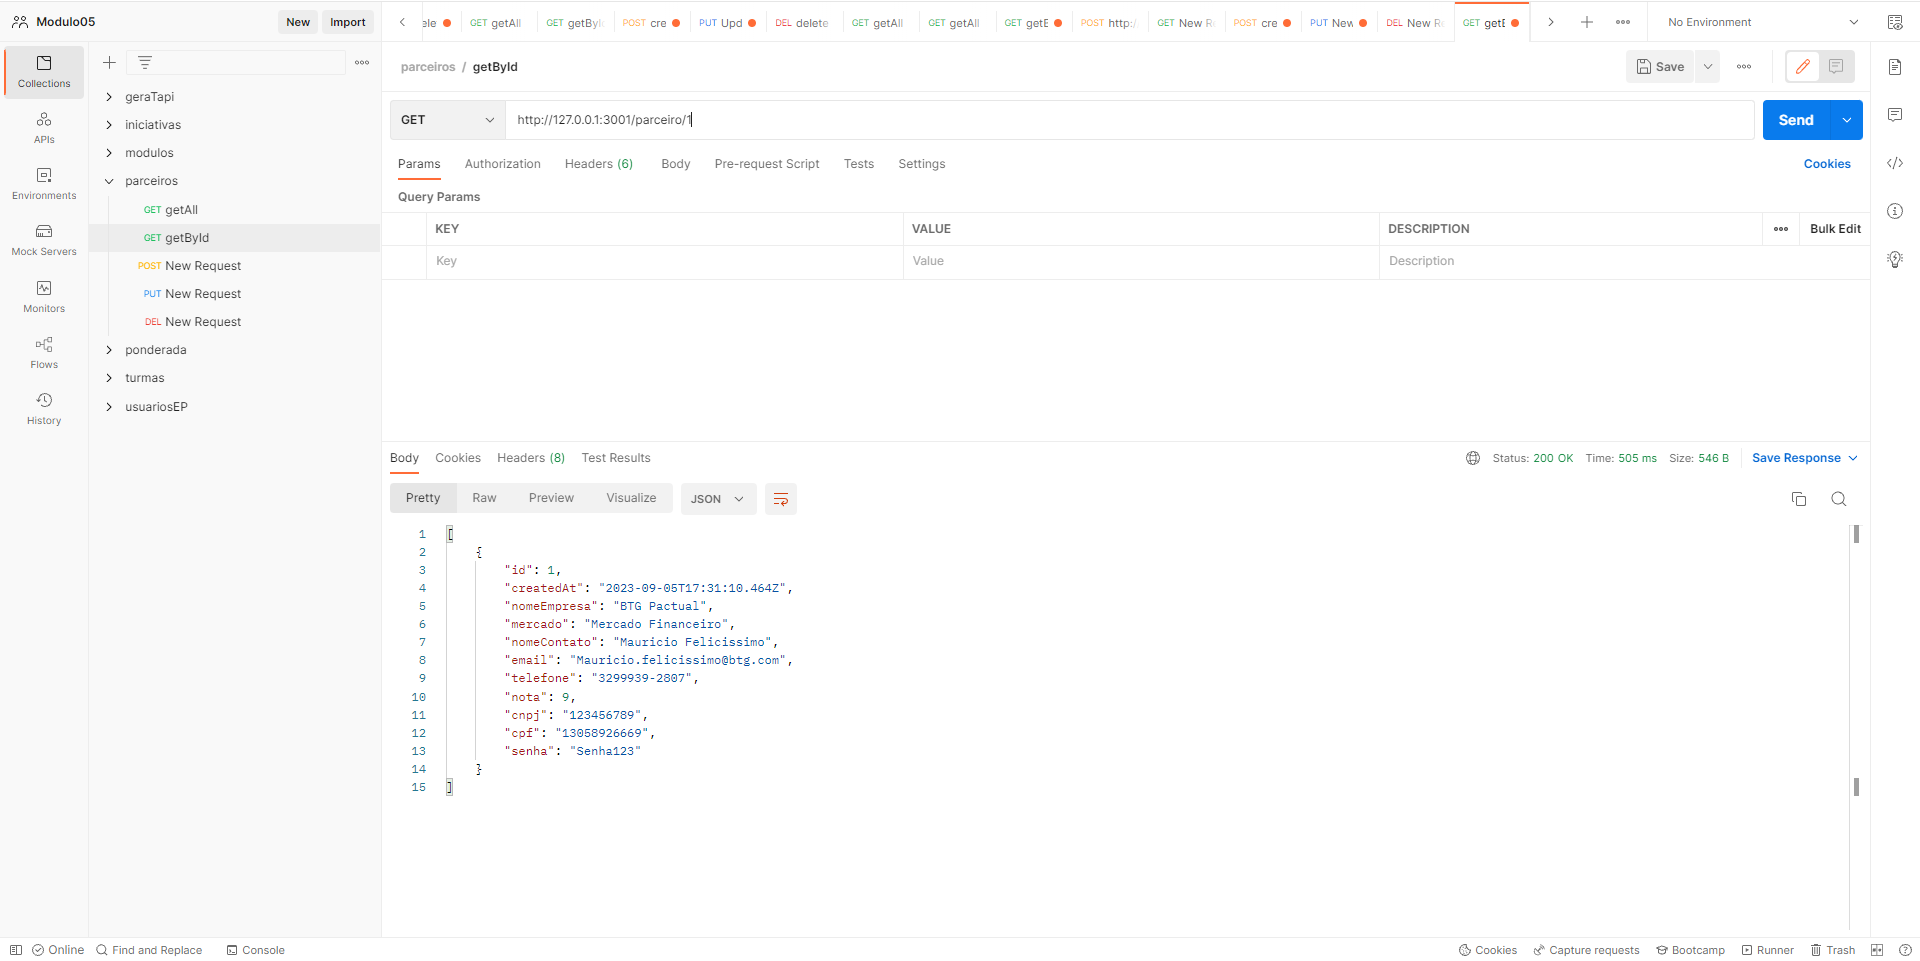 Modulo05 New Import
ele GET getAll GET getByI POST cre PUT Upd DEL delete GET getAll GET getAll GET getB POST http:/ GET New R POST cre PUT New DEL New R GET getB No Environment
Collections
APIs
Environments
Mock Servers
Monitors
Flows
History
geraTapi
iniciativas
modulos
parceiros
GET getAll
GET getById
POST New Request
PUT New Request
DEL New Request
ponderada
turmas
usuariosEP
parceiros / getById Save
GET http://127.0.0.1:3001/parceiro/1 Send
Params Authorization Headers (6) Body Pre-request Script Tests Settings Cookies
Query Params
KEY VALUE DESCRIPTION Bulk Edit
Key Value Description
Body Cookies Headers (8) Test Results Status: 200 OK Time: 505 ms Size: 546 B Save Response
Pretty Raw Preview Visualize JSON
1 [
2 {
3 "id": 1,
4 "createdAt": "2023-09-05T17:31:10.464Z",
5 "nomeEmpresa": "BTG Pactual",
6 "mercado": "Mercado Financeiro",
7 "nomeContato": "Mauricio Felicissimo",
8 "email": "Mauricio.felicissimo@btg.com",
9 "telefone": "3299939-2807",
10 "nota": 9,
11 "cnpj": "123456789",
12 "cpf": "13058926669",
13 "senha": "Senha123"
14 }
15 ]
Online Find and Replace Console Cookies Capture requests Bootcamp Runner Trash